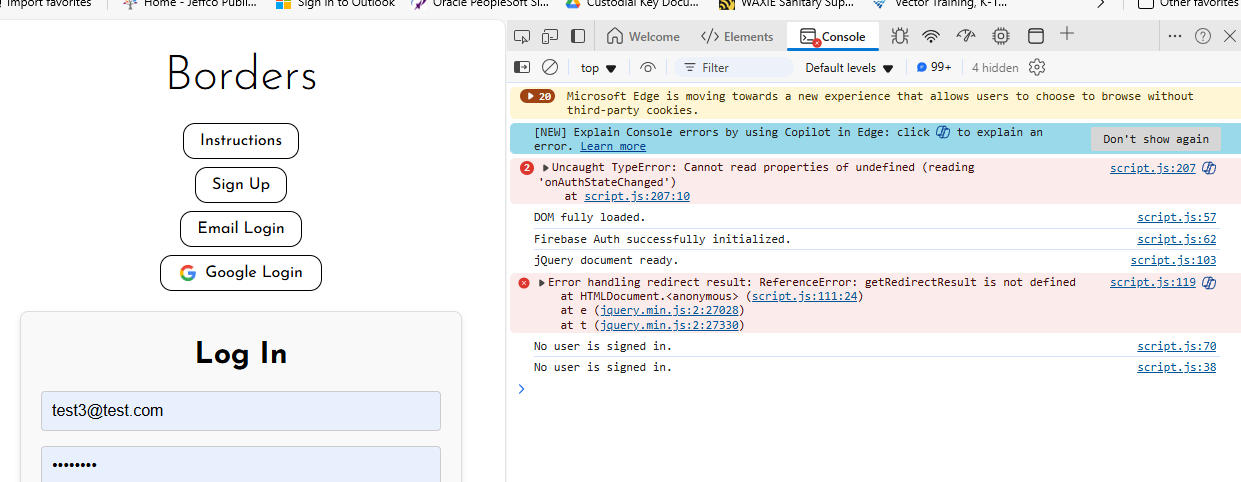 Import favorites
Home - Jeffco Publi...
Sign in to Outlook
Oracle PeopleSoft Si...
Custodial Key Docu...
WAXIE Sanitary Sup...
Vector Training, K-1...
Other favorites
Borders
Instructions
Sign Up
Email Login
Google Login
Log In
test3@test.com
••••••••
Welcome
Elements
Console
top
Filter
Default levels
99+
4 hidden
20 Microsoft Edge is moving towards a new experience that allows users to choose to browse without
third-party cookies.
[NEW] Explain Console errors by using Copilot in Edge: click to explain an
error. Learn more
Don't show again
2 Uncaught TypeError: Cannot read properties of undefined (reading script.js:207
'onAuthStateChanged')
at script.js:207:10
DOM fully loaded. script.js:57
Firebase Auth successfully initialized. script.js:62
jQuery document ready. script.js:103
Error handling redirect result: ReferenceError: getRedirectResult is not defined script.js:119
at HTMLDocument.<anonymous> (script.js:111:24)
at e (jquery.min.js:2:27028)
at t (jquery.min.js:2:27330)
No user is signed in. script.js:70
No user is signed in. script.js:38